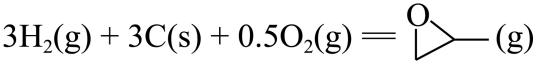 3H₂(g) + 3C(s) + 0.5O₂(g) = O (g)